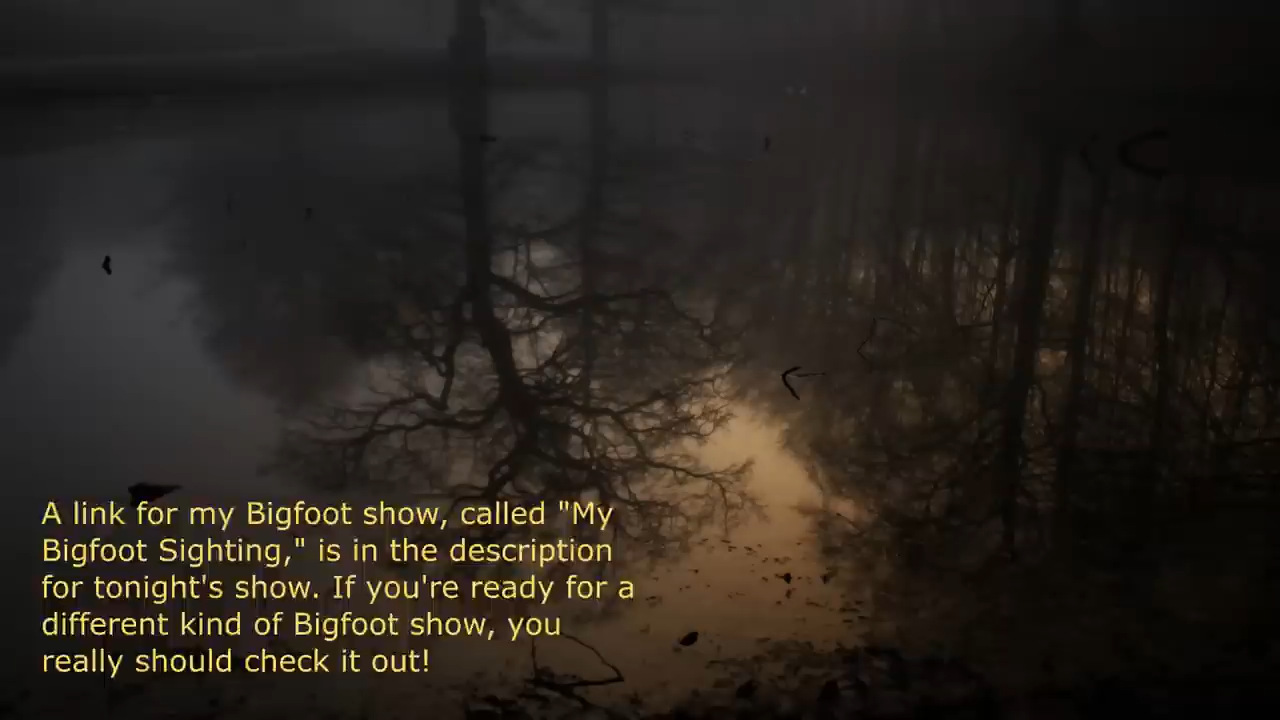 A link for my Bigfoot show, called "My
Bigfoot Sighting," is in the description
for tonight's show. If you're ready for a
different kind of Bigfoot show, you
really should check it out!